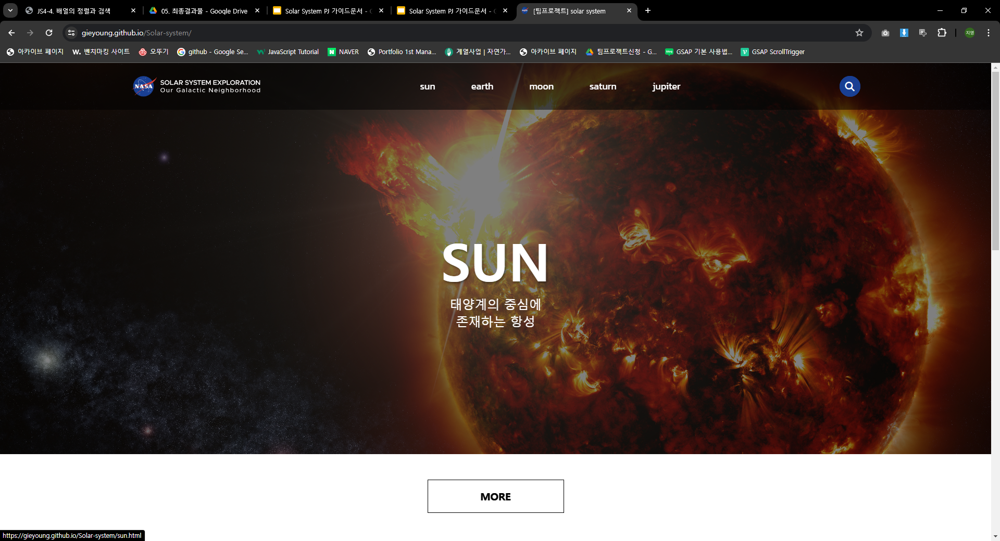 JS4-4. 배열의 정렬과 검색
05. 최종결과물 - Google Drive
Solar System PJ 가이드문서 - G
Solar System PJ 가이드문서 - G
[팀프로젝트] solar system
gieyoung.github.io/Solar-system/
지영
아카이브 페이지
W. 벤치마킹 사이트
오뚜기
github - Google Se...
JavaScript Tutorial
N NAVER
Portfolio 1st Mana...
계열사업 | 자연가...
아카이브 페이지
팀프로젝트신청 - G...
blog GSAP 기본 사용법...
V GSAP ScrollTrigger
NASA
SOLAR SYSTEM EXPLORATION
Our Galactic Neighborhood
sun
earth
moon
saturn
jupiter
SUN
태양계의 중심에
존재하는 항성
MORE
https://gieyoung.github.io/Solar-system/sun.html